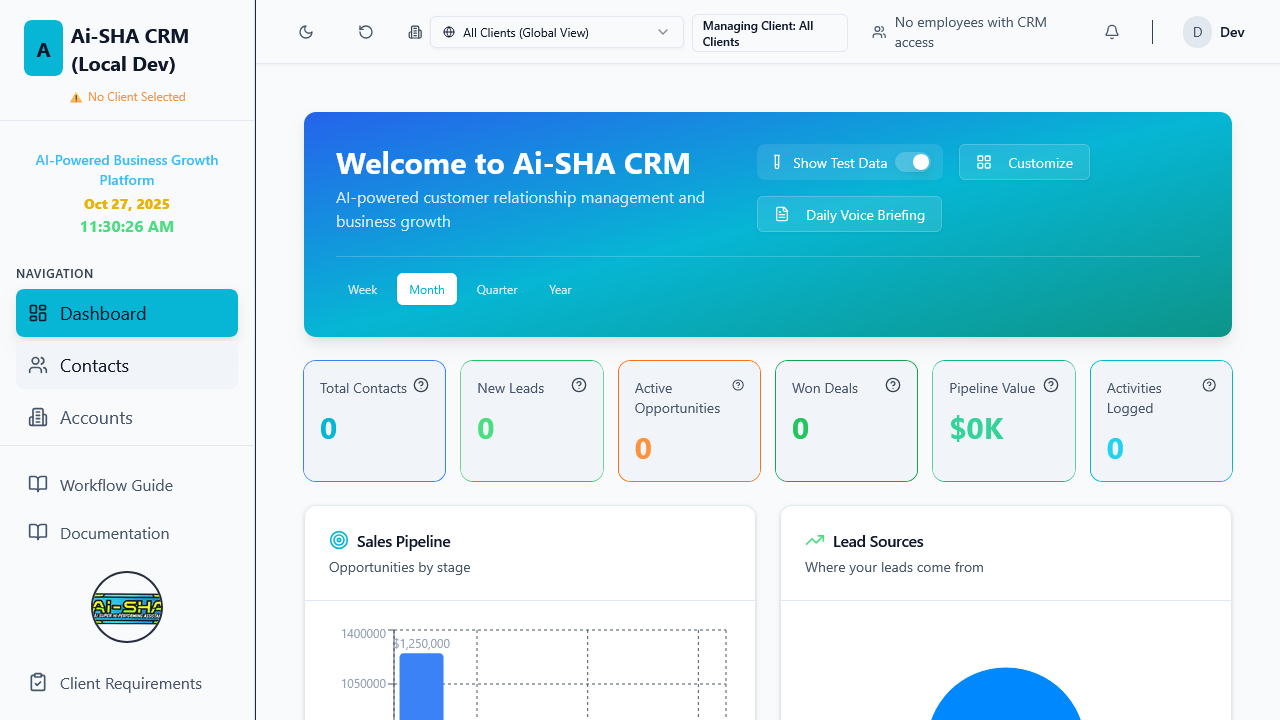 A
Ai-SHA CRM
(Local Dev)
⚠️ No Client Selected
AI-Powered Business Growth
Platform
Oct 27, 2025
11:30:26 AM
NAVIGATION
Dashboard
Contacts
Accounts
Workflow Guide
Documentation
Ai-SHA
Client Requirements
All Clients (Global View)
Managing Client: All
Clients
No employees with CRM
access
D
Dev
Welcome to Ai-SHA CRM
AI-powered customer relationship management and
business growth
Show Test Data
Customize
Daily Voice Briefing
Week
Month
Quarter
Year
Total Contacts
0
New Leads
0
Active
Opportunities
0
Won Deals
0
Pipeline Value
$0K
Activities
Logged
0
Sales Pipeline
Opportunities by stage
1400000
$1,250,000
1050000
Lead Sources
Where your leads come from